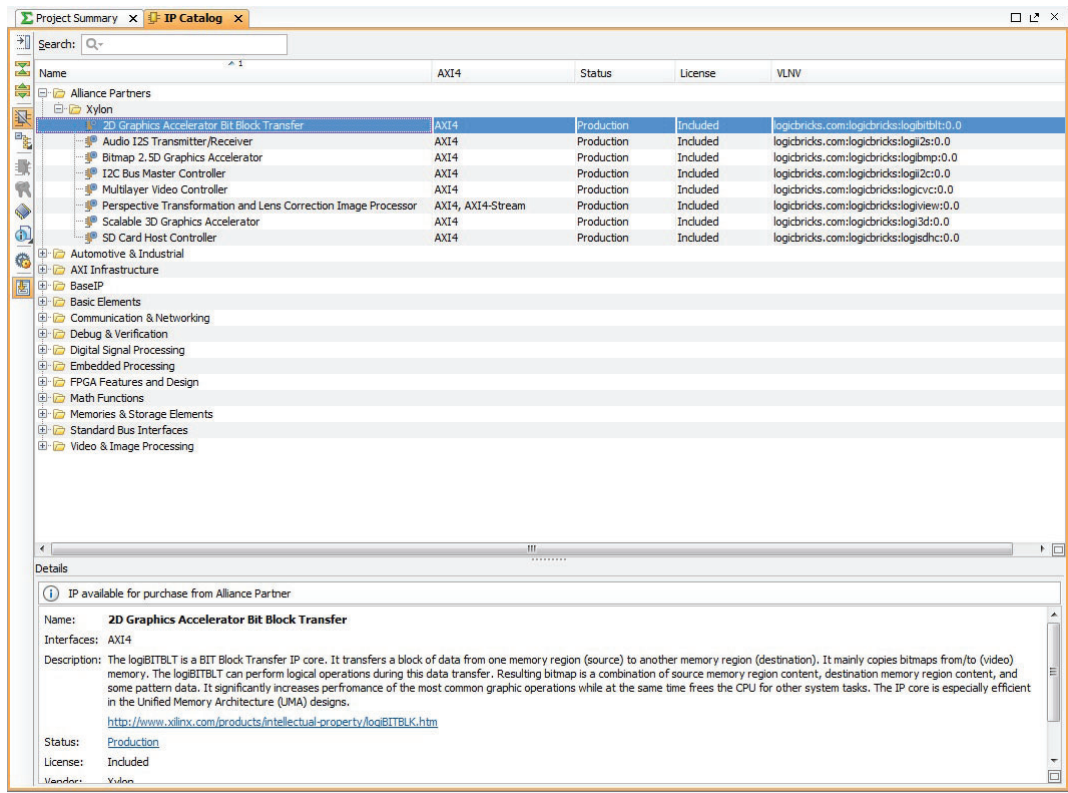 Project Summary IP Catalog
Search:
Name 1 AXI4 Status License VLNV
Alliance Partners
Xylon
2D Graphics Accelerator Bit Block Transfer AXI4 Production Included logicbricks.com:logicbricks:logibitblt:0.0
Audio I2S Transmitter/Receiver AXI4 Production Included logicbricks.com:logicbricks:logii2s:0.0
Bitmap 2.5D Graphics Accelerator AXI4 Production Included logicbricks.com:logicbricks:logibmp:0.0
I2C Bus Master Controller AXI4 Production Included logicbricks.com:logicbricks:logii2c:0.0
Multilayer Video Controller AXI4 Production Included logicbricks.com:logicbricks:logicvc:0.0
Perspective Transformation and Lens Correction Image Processor AXI4, AXI4-Stream Production Included logicbricks.com:logicbricks:logiview:0.0
Scalable 3D Graphics Accelerator AXI4 Production Included logicbricks.com:logicbricks:logi3d:0.0
SD Card Host Controller AXI4 Production Included logicbricks.com:logicbricks:logisdhc:0.0
Automotive & Industrial
AXI Infrastructure
BaseIP
Basic Elements
Communication & Networking
Debug & Verification
Digital Signal Processing
Embedded Processing
FPGA Features and Design
Math Functions
Memories & Storage Elements
Standard Bus Interfaces
Video & Image Processing
Details
IP available for purchase from Alliance Partner
Name: 2D Graphics Accelerator Bit Block Transfer
Interfaces: AXI4
Description: The logiBITBLT is a BIT Block Transfer IP core. It transfers a block of data from one memory region (source) to another memory region (destination). It mainly copies bitmaps from/to (video)
memory. The logiBITBLT can perform logical operations during this data transfer. Resulting bitmap is a combination of source memory region content, destination memory region content, and
some pattern data. It significantly increases perfromance of the most common graphic operations while at the same time frees the CPU for other system tasks. The IP core is especially efficient
in the Unified Memory Architecture (UMA) designs.
http://www.xilinx.com/products/intellectual-property/logiBITBLK.htm
Status: Production
License: Included
Vendor: Xylon